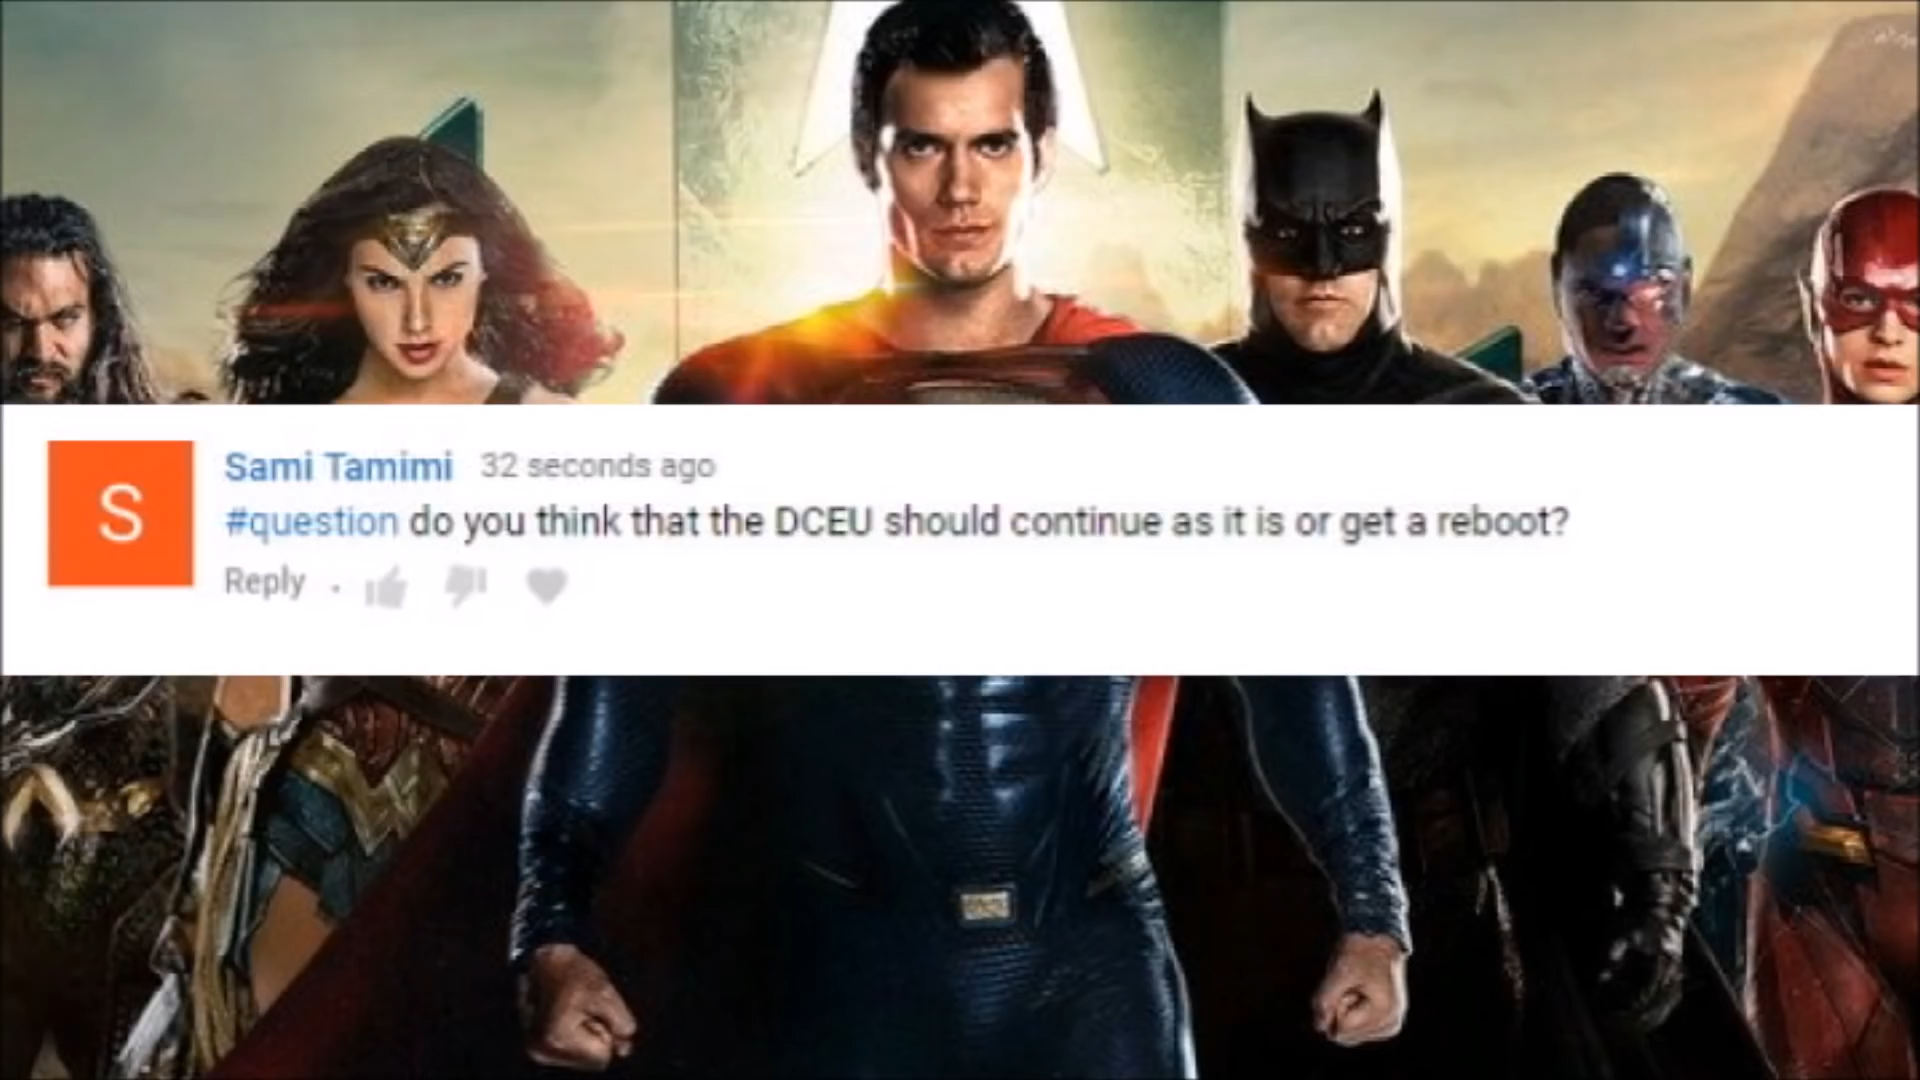 S
Sami Tamimi 32 seconds ago
#question do you think that the DCEU should continue as it is or get a reboot?
Reply .